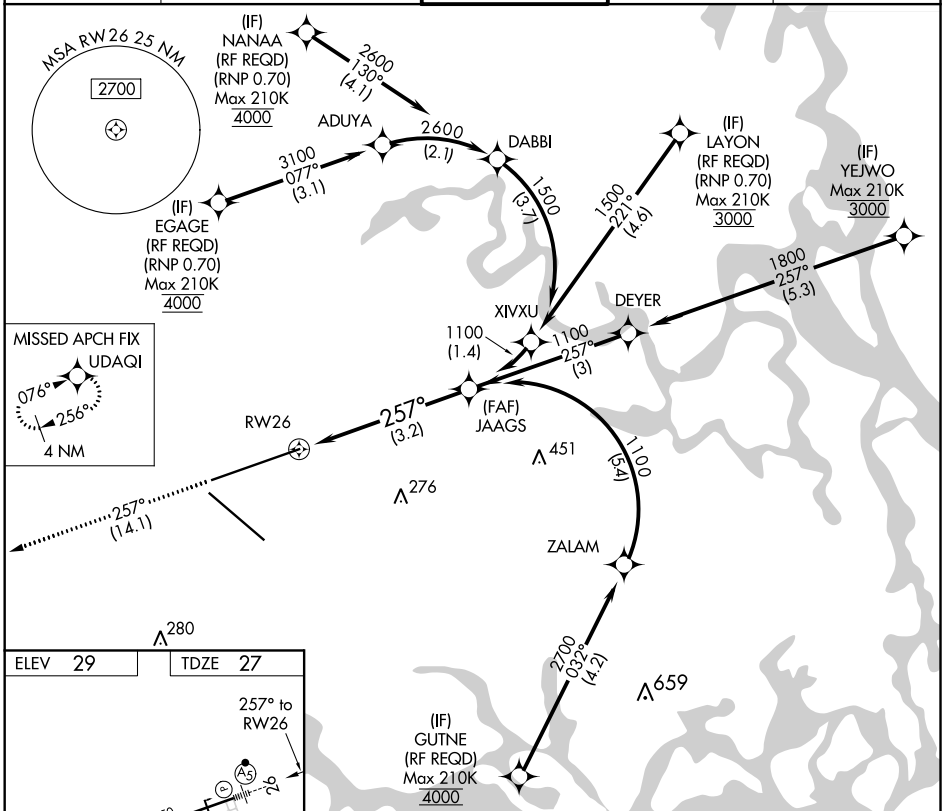 MSA RW26 25 NM
2700
(IF)
NANAA
(RF REQD)
(RNP 0.70)
Max 210K
4000
2600
130°
(4.1)
ADUYA
2600
(2.1)
DABBI
3100
077°
(3.1)
(IF)
EGAGE
(RF REQD)
(RNP 0.70)
Max 210K
4000
1500
(3.7)
(IF)
LAYON
(RF REQD)
(RNP 0.70)
Max 210K
3000
1500
221°
(4.6)
(IF)
YEJWO
Max 210K
3000
1800
257°
(5.3)
XIVXU
DEYER
1100
(1.4)
1100
257°
(3)
MISSED APCH FIX
UDAQI
076°
256°
4 NM
RW26
257°
(3.2)
(FAF)
JAAGS
451
276
1100
(5.4)
257°
(14.1)
ZALAM
280
2700
032°
(4.2)
659
(IF)
GUTNE
(RF REQD)
Max 210K
4000
ELEV 29
TDZE 27
257° to
RW26
P
A5
26